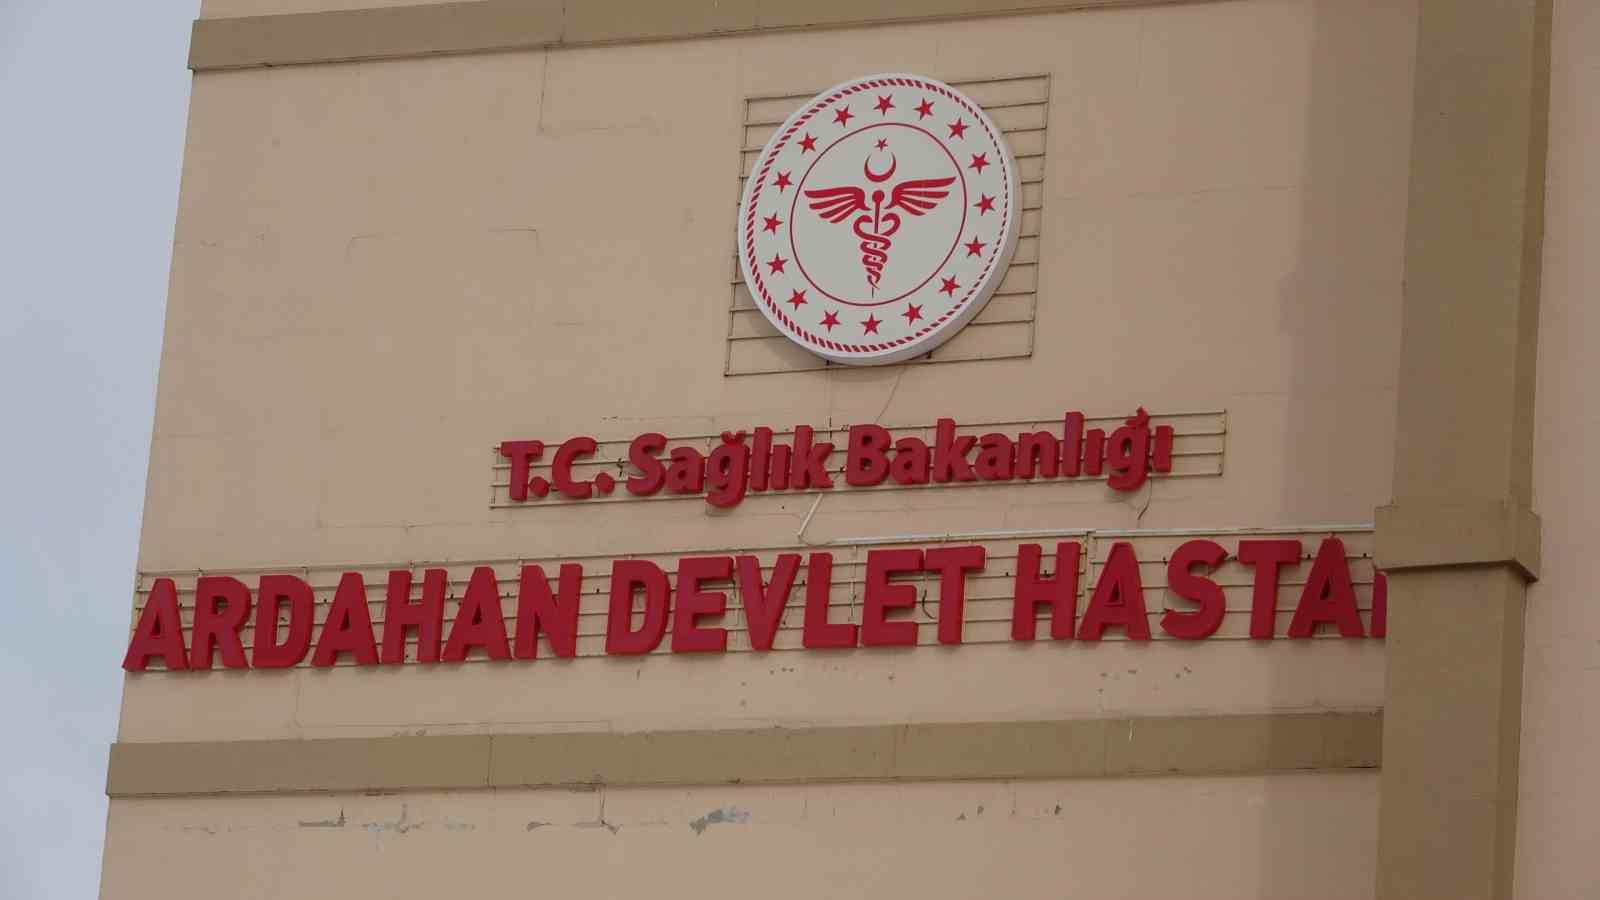 T.C. Sağlık Bakanlığı
ARDAHAN DEVLET HASTA